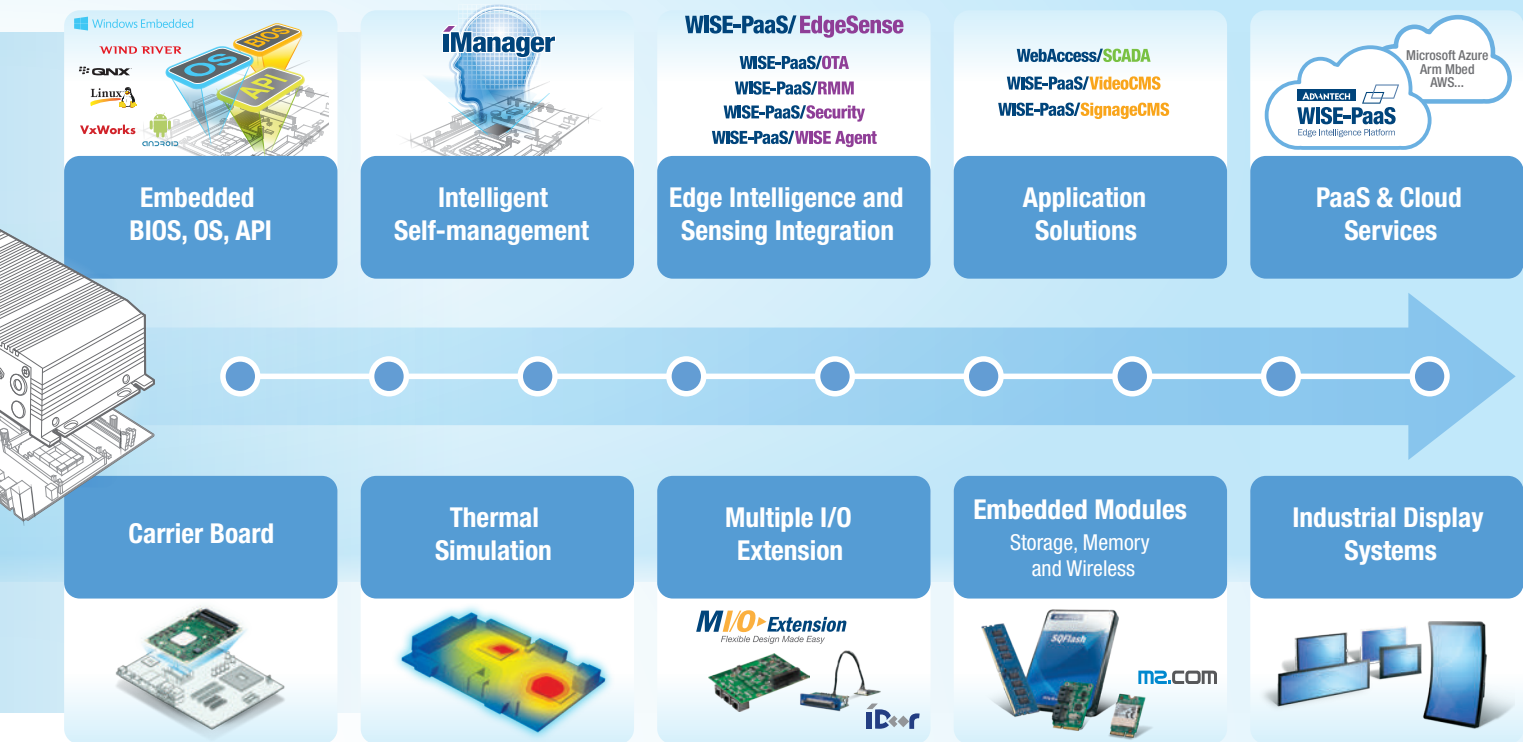 Windows Embedded
WIND RIVER
QNX
Linux
VxWorks
android
BIOS
OS
API
Embedded
BIOS, OS, API
iManager
Intelligent
Self-management
WISE-PaaS/EdgeSense
WISE-PaaS/OTA
WISE-PaaS/RMM
WISE-PaaS/Security
WISE-PaaS/WISE Agent
Edge Intelligence and
Sensing Integration
WebAccess/SCADA
WISE-PaaS/VideoCMS
WISE-PaaS/SignageCMS
Application
Solutions
Microsoft Azure
Arm Mbed
AWS...
ADVANTECH
WISE-PaaS
Edge Intelligence Platform
PaaS & Cloud
Services
Carrier Board
Thermal
Simulation
Multiple I/O
Extension
MI/O Extension
Flexible Design Made Easy
iDoor
Embedded Modules
Storage, Memory
and Wireless
SQFlash
m2.com
Industrial Display
Systems